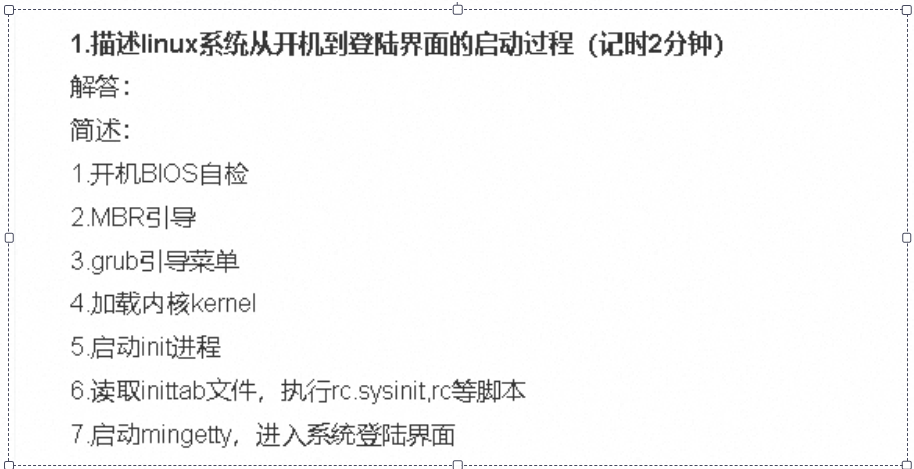 1.描述linux系统从开机到登陆界面的启动过程（记时2分钟）
解答：
简述：
1.开机BIOS自检
2.MBR引导
3.grub引导菜单
4.加载内核kernel
5.启动init进程
6.读取inittab文件，执行rc.sysinit,rc等脚本
7.启动mingetty，进入系统登陆界面